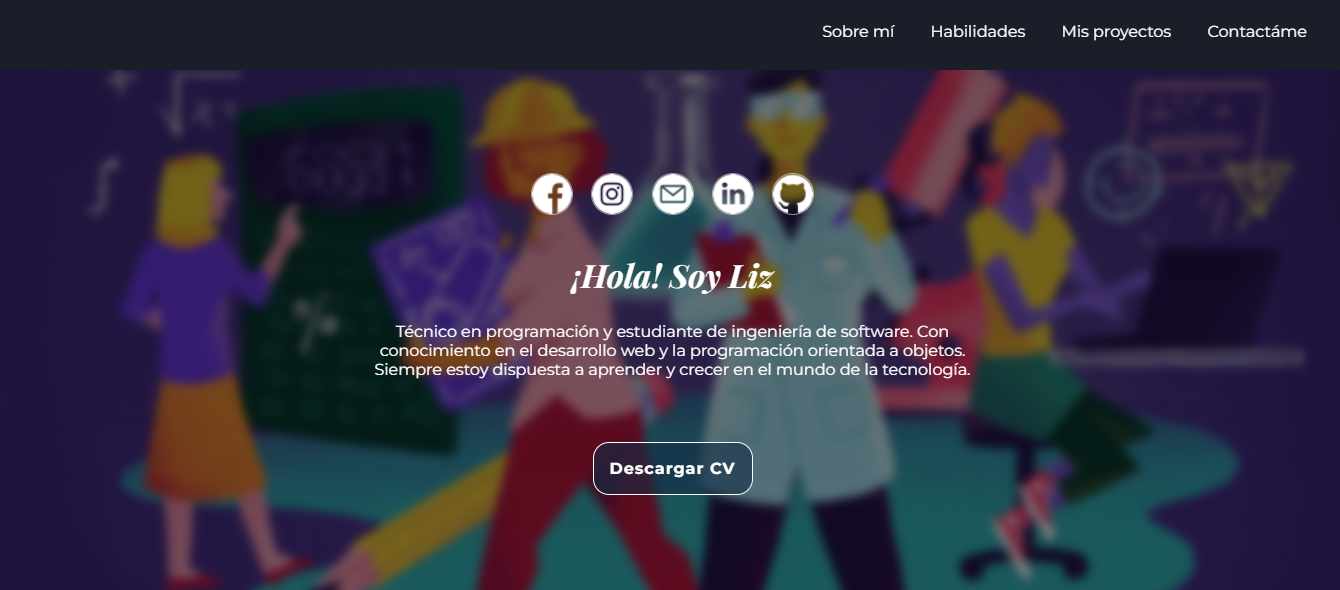 Sobre mí Habilidades Mis proyectos Contactáme
¡Hola! Soy Liz
Técnico en programación y estudiante de ingeniería de software. Con
conocimiento en el desarrollo web y la programación orientada a objetos.
Siempre estoy dispuesta a aprender y crecer en el mundo de la tecnología.
Descargar CV